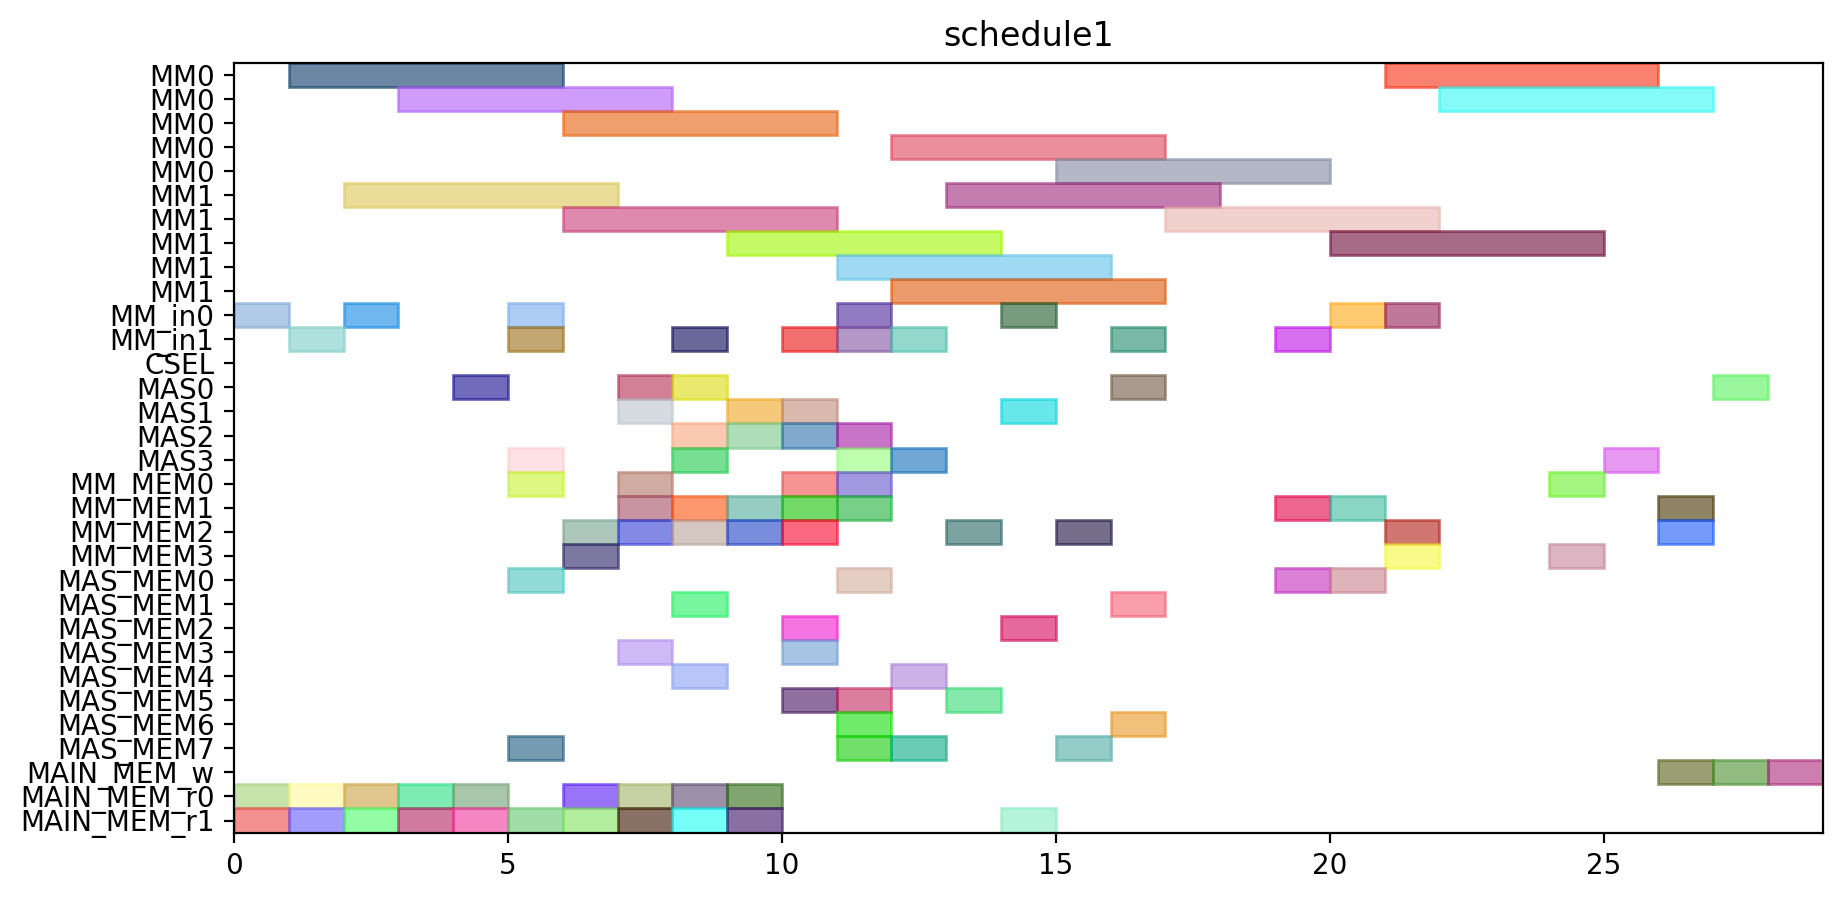 schedule1
MM0
MM0
MM0
MM0
MM0
MM1
MM1
MM1
MM1
MM1
MM_in0
MM_in1
CSEL
MAS0
MAS1
MAS2
MAS3
MM_MEM0
MM_MEM1
MM_MEM2
MM_MEM3
MAS_MEM0
MAS_MEM1
MAS_MEM2
MAS_MEM3
MAS_MEM4
MAS_MEM5
MAS_MEM6
MAS_MEM7
MAIN_MEM_w
MAIN_MEM_r0
MAIN_MEM_r1
0 5 10 15 20 25